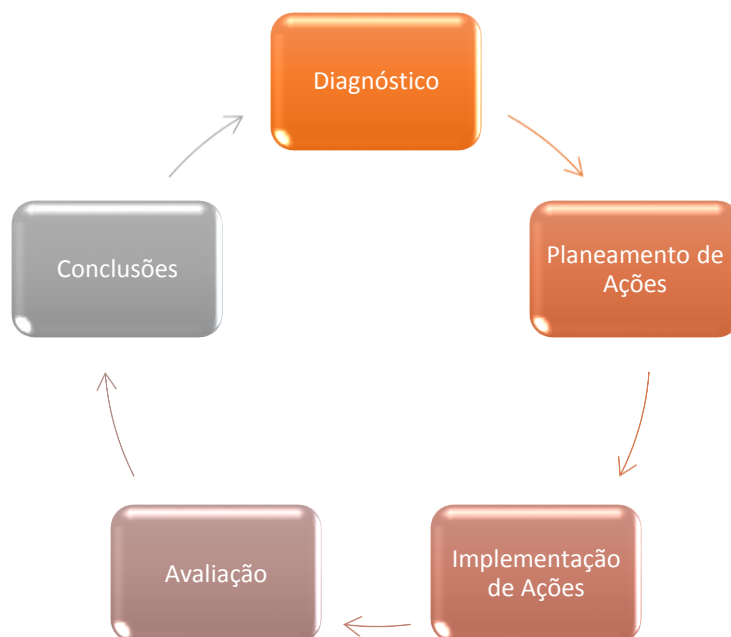 Diagnóstico
Planeamento de
Ações
Implementação
de Ações
Avaliação
Conclusões